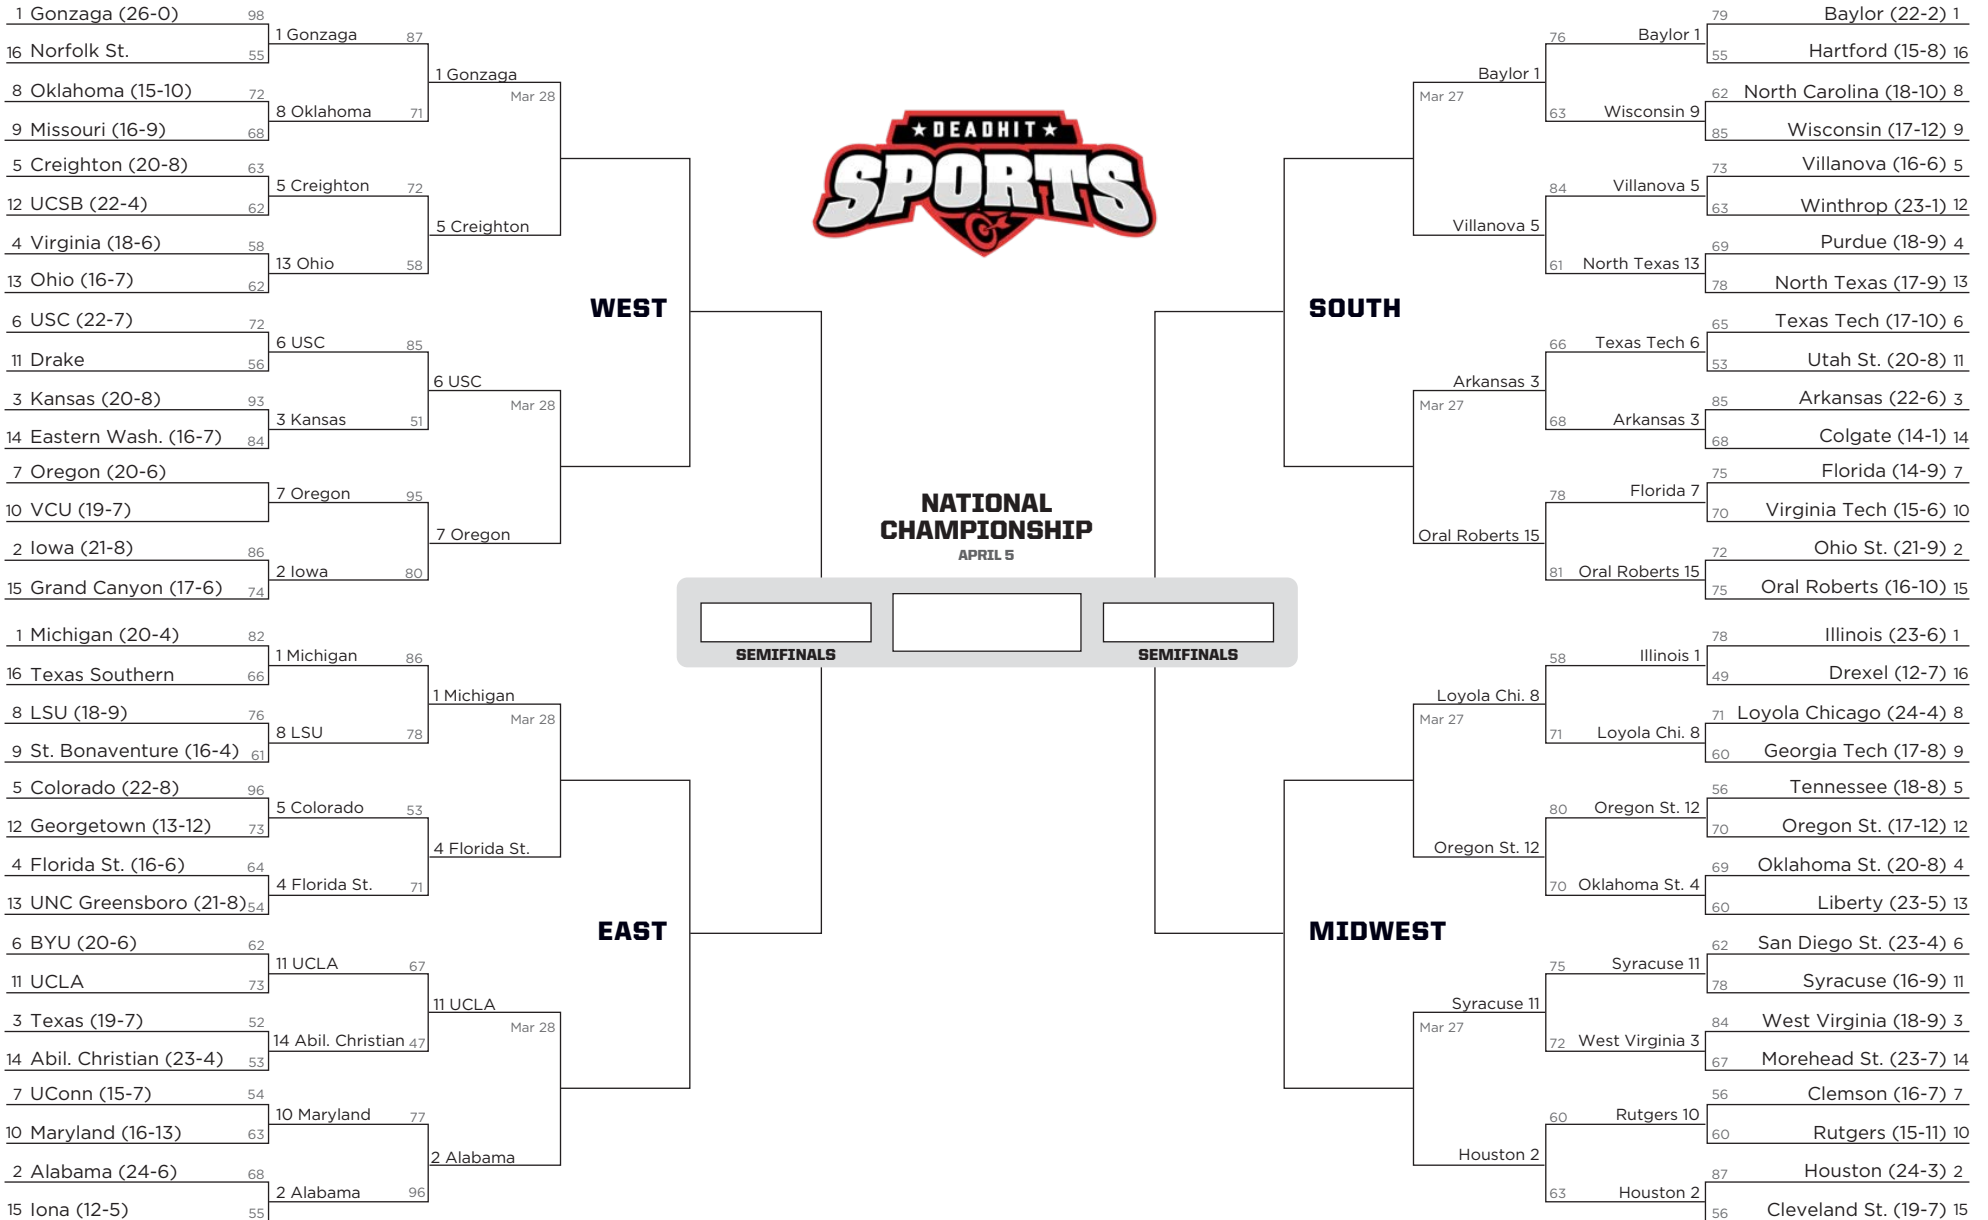 1 Gonzaga (26-0) 98
16 Norfolk St. 55
8 Oklahoma (15-10) 72
9 Missouri (16-9) 68
5 Creighton (20-8) 63
12 UCSB (22-4) 62
4 Virginia (18-6) 58
13 Ohio (16-7) 62
6 USC (22-7) 72
11 Drake 56
3 Kansas (20-8) 93
14 Eastern Wash. (16-7) 84
7 Oregon (20-6)
10 VCU (19-7)
2 Iowa (21-8) 86
15 Grand Canyon (17-6) 74
1 Gonzaga 87
8 Oklahoma 71
5 Creighton 72
13 Ohio 58
6 USC 85
3 Kansas 51
7 Oregon 95
2 Iowa 80
1 Gonzaga
Mar 28
5 Creighton
6 USC
Mar 28
7 Oregon
WEST
1 Michigan (20-4) 82
16 Texas Southern 66
8 LSU (18-9) 76
9 St. Bonaventure (16-4) 61
5 Colorado (22-8) 96
12 Georgetown (13-12) 73
4 Florida St. (16-6) 64
13 UNC Greensboro (21-8) 54
6 BYU (20-6) 62
11 UCLA 73
3 Texas (19-7) 52
14 Abil. Christian (23-4) 53
7 UConn (15-7) 54
10 Maryland (16-13) 63
2 Alabama (24-6) 68
15 Iona (12-5) 55
1 Michigan 86
8 LSU 78
5 Colorado 53
4 Florida St. 71
11 UCLA 67
14 Abil. Christian 47
10 Maryland 77
2 Alabama 96
1 Michigan
Mar 28
4 Florida St.
11 UCLA
Mar 28
2 Alabama
EAST
★ DEADHIT ★
SPORTS
NATIONAL
CHAMPIONSHIP
APRIL 5
SEMIFINALS
SEMIFINALS
SOUTH
Baylor 1
Mar 27
Villanova 5
Arkansas 3
Mar 27
Oral Roberts 15
76 Baylor 1
63 Wisconsin 9
84 Villanova 5
61 North Texas 13
66 Texas Tech 6
68 Arkansas 3
78 Florida 7
81 Oral Roberts 15
79 Baylor (22-2) 1
55 Hartford (15-8) 16
62 North Carolina (18-10) 8
85 Wisconsin (17-12) 9
73 Villanova (16-6) 5
63 Winthrop (23-1) 12
69 Purdue (18-9) 4
78 North Texas (17-9) 13
65 Texas Tech (17-10) 6
53 Utah St. (20-8) 11
85 Arkansas (22-6) 3
68 Colgate (14-1) 14
75 Florida (14-9) 7
70 Virginia Tech (15-6) 10
72 Ohio St. (21-9) 2
75 Oral Roberts (16-10) 15
MIDWEST
Loyola Chi. 8
Mar 27
Oregon St. 12
Syracuse 11
Mar 27
Houston 2
58 Illinois 1
71 Loyola Chi. 8
80 Oregon St. 12
70 Oklahoma St. 4
75 Syracuse 11
72 West Virginia 3
60 Rutgers 10
63 Houston 2
78 Illinois (23-6) 1
49 Drexel (12-7) 16
71 Loyola Chicago (24-4) 8
60 Georgia Tech (17-8) 9
56 Tennessee (18-8) 5
70 Oregon St. (17-12) 12
69 Oklahoma St. (20-8) 4
60 Liberty (23-5) 13
62 San Diego St. (23-4) 6
78 Syracuse (16-9) 11
84 West Virginia (18-9) 3
67 Morehead St. (23-7) 14
56 Clemson (16-7) 7
60 Rutgers (15-11) 10
87 Houston (24-3) 2
56 Cleveland St. (19-7) 15